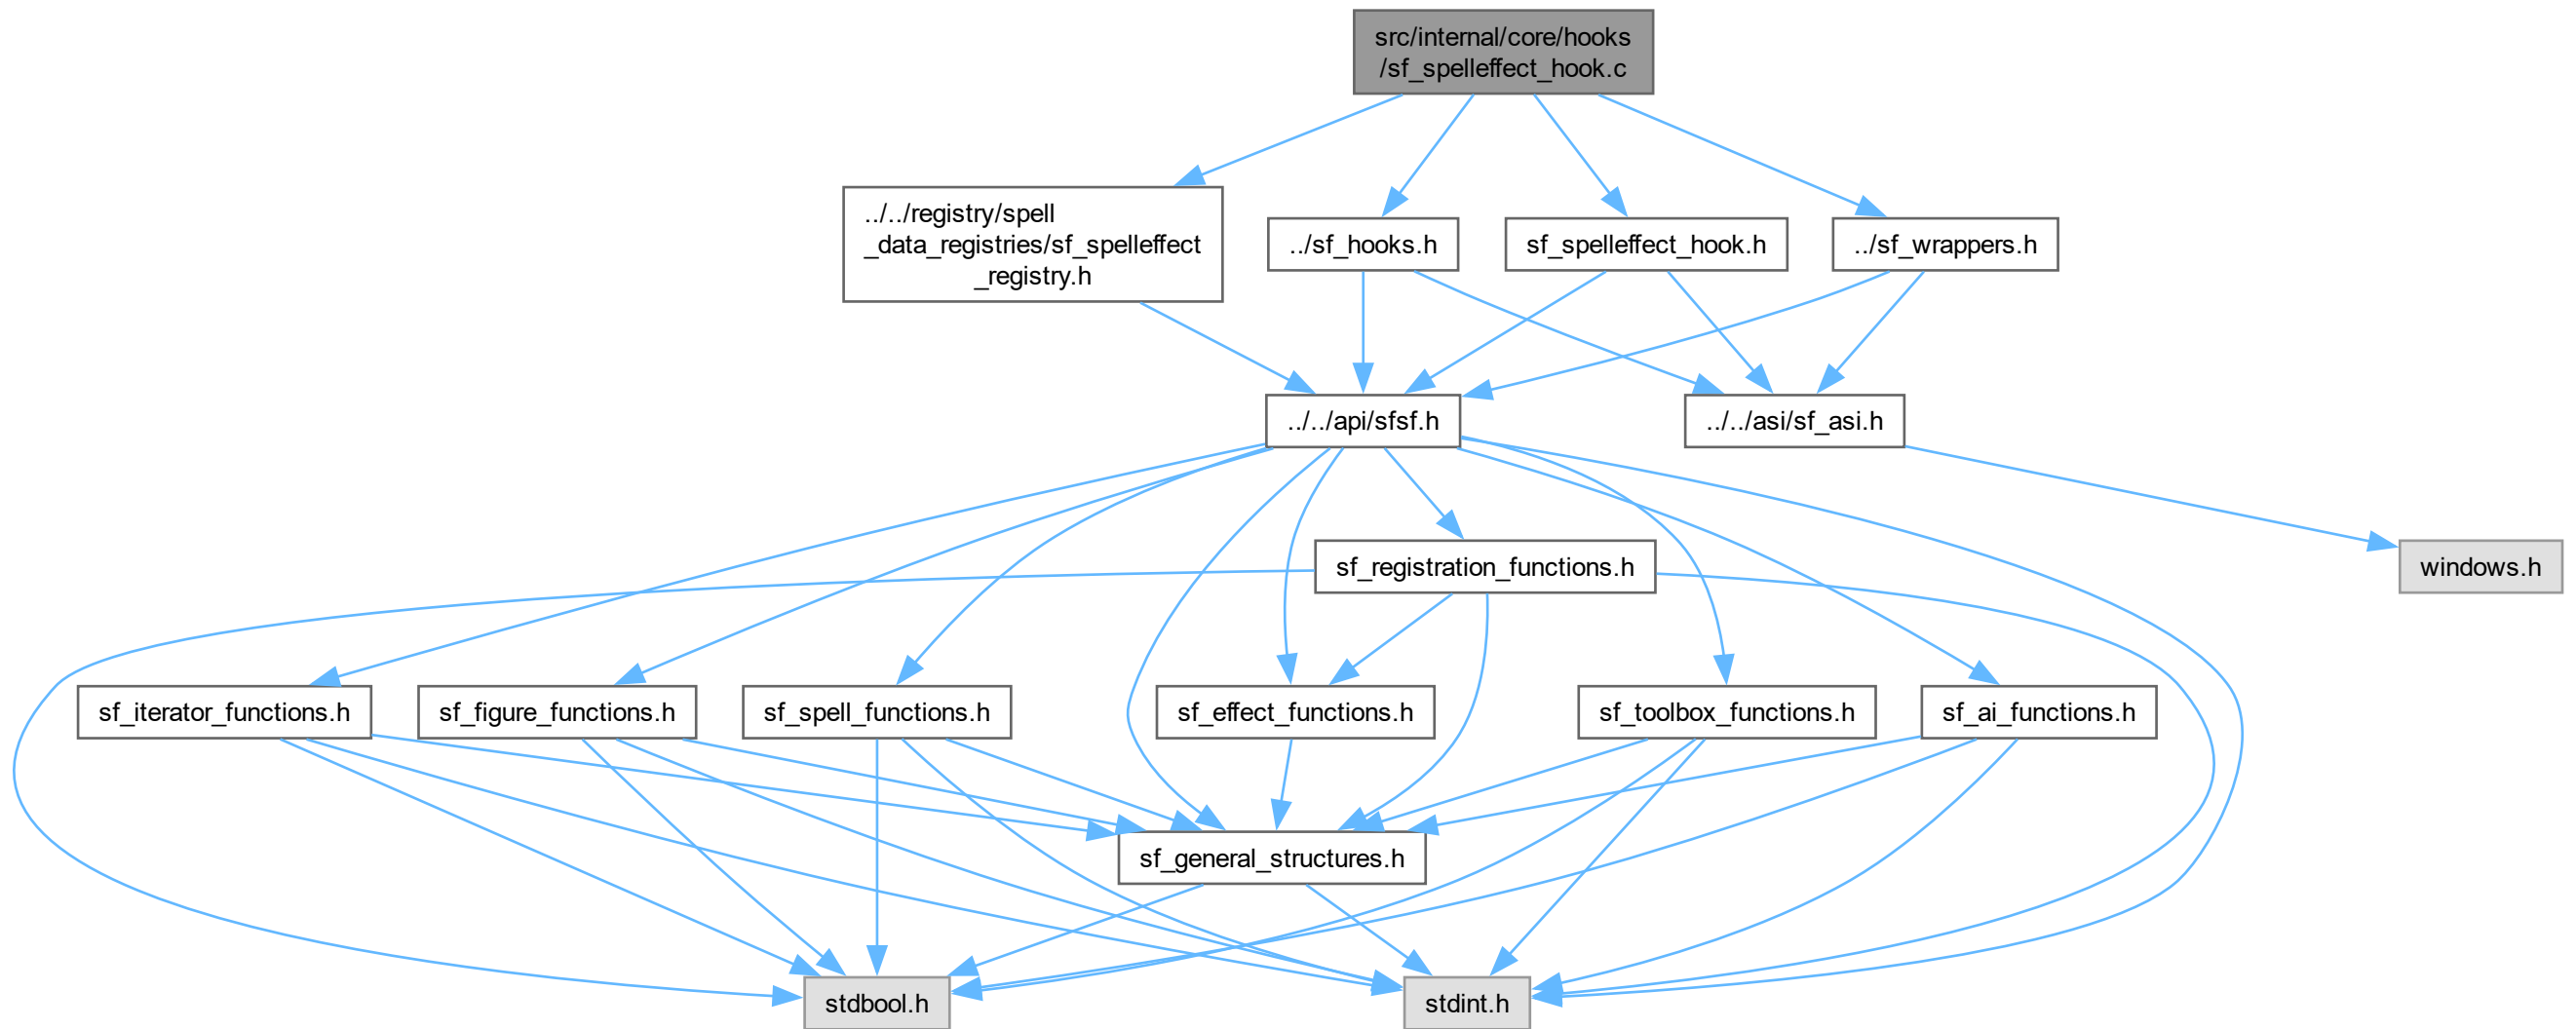 src/internal/core/hooks
/sf_spelleffect_hook.c
../../registry/spell
_data_registries/sf_spelleffect
_registry.h
../sf_hooks.h
sf_spelleffect_hook.h
../sf_wrappers.h
../../api/sfsf.h
../../asi/sf_asi.h
sf_registration_functions.h
windows.h
sf_iterator_functions.h
sf_figure_functions.h
sf_spell_functions.h
sf_effect_functions.h
sf_toolbox_functions.h
sf_ai_functions.h
sf_general_structures.h
stdbool.h
stdint.h